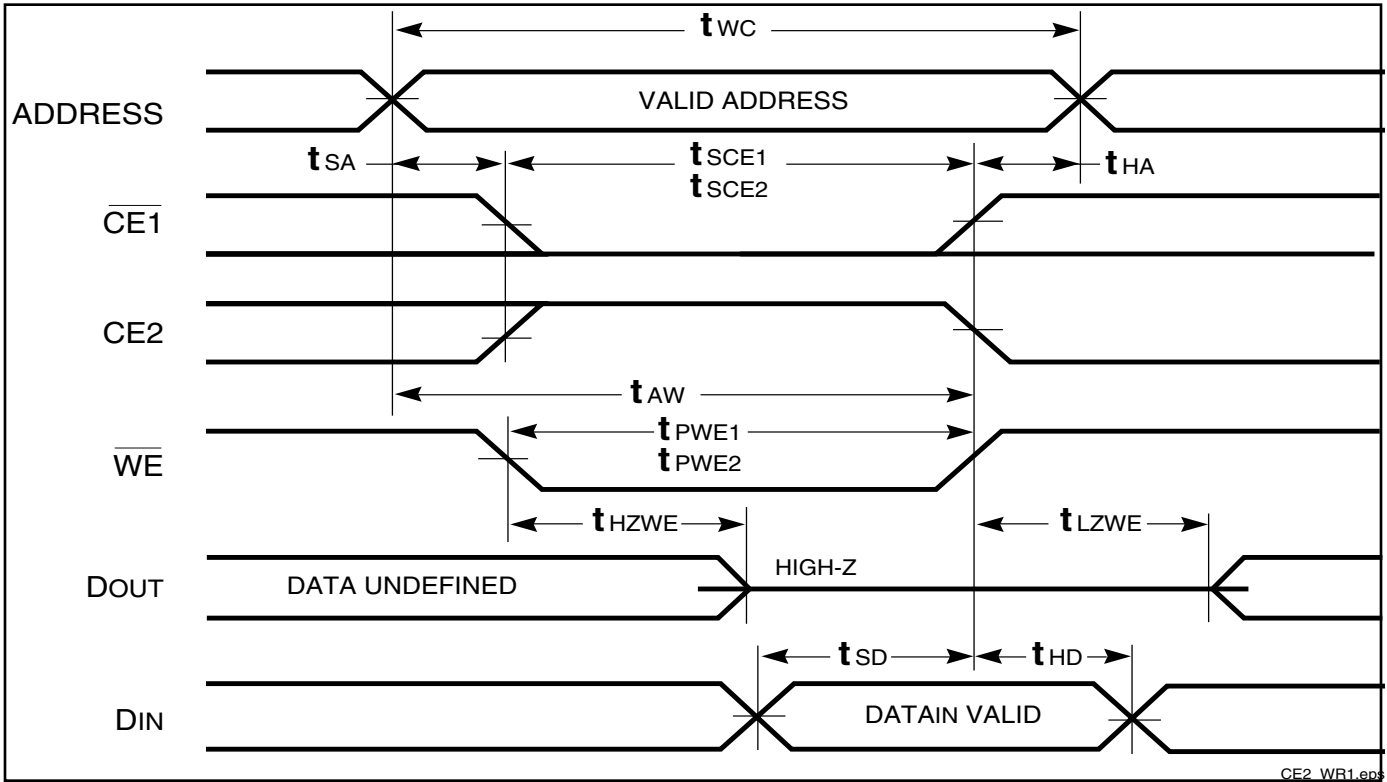 tWC
ADDRESS
VALID ADDRESS
tSA
tSCE1
tSCE2
tHA
CE1
CE2
tAW
WE
tPWE1
tPWE2
tHZWE
tLZWE
DOUT
DATA UNDEFINED
HIGH-Z
tSD
tHD
DIN
DATAIN VALID
CE2_WR1.eps